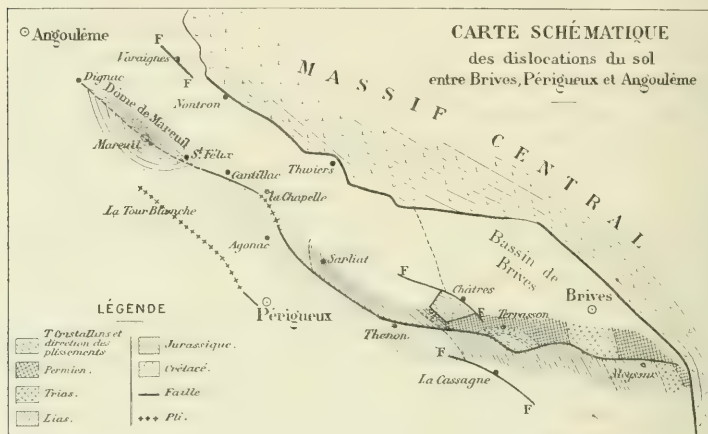 CARTE SCHÉMATIQUE
des dislocations du sol
entre Brives, Périgueux et Angoulême
Angoulême
F
Varaignes
F
Dignac
Nontron
MASSIF CENTRAL
Dôme de Mareuil
Mareuil
St Félix
Cantillac
Thiviers
la Chapelle
La Tour Blanche
Agonac
Sarliat
Bassin de
Brives
F
Châtres
F
Terrasson
Brives
Périgueux
Thenon
F
La Cassagne
F
Meyssac
LÉGENDE
T. Cristallins et
direction des
plissements
Permien.
Trias.
Lias.
Jurassique.
Crétacé.
Faille
Pli.